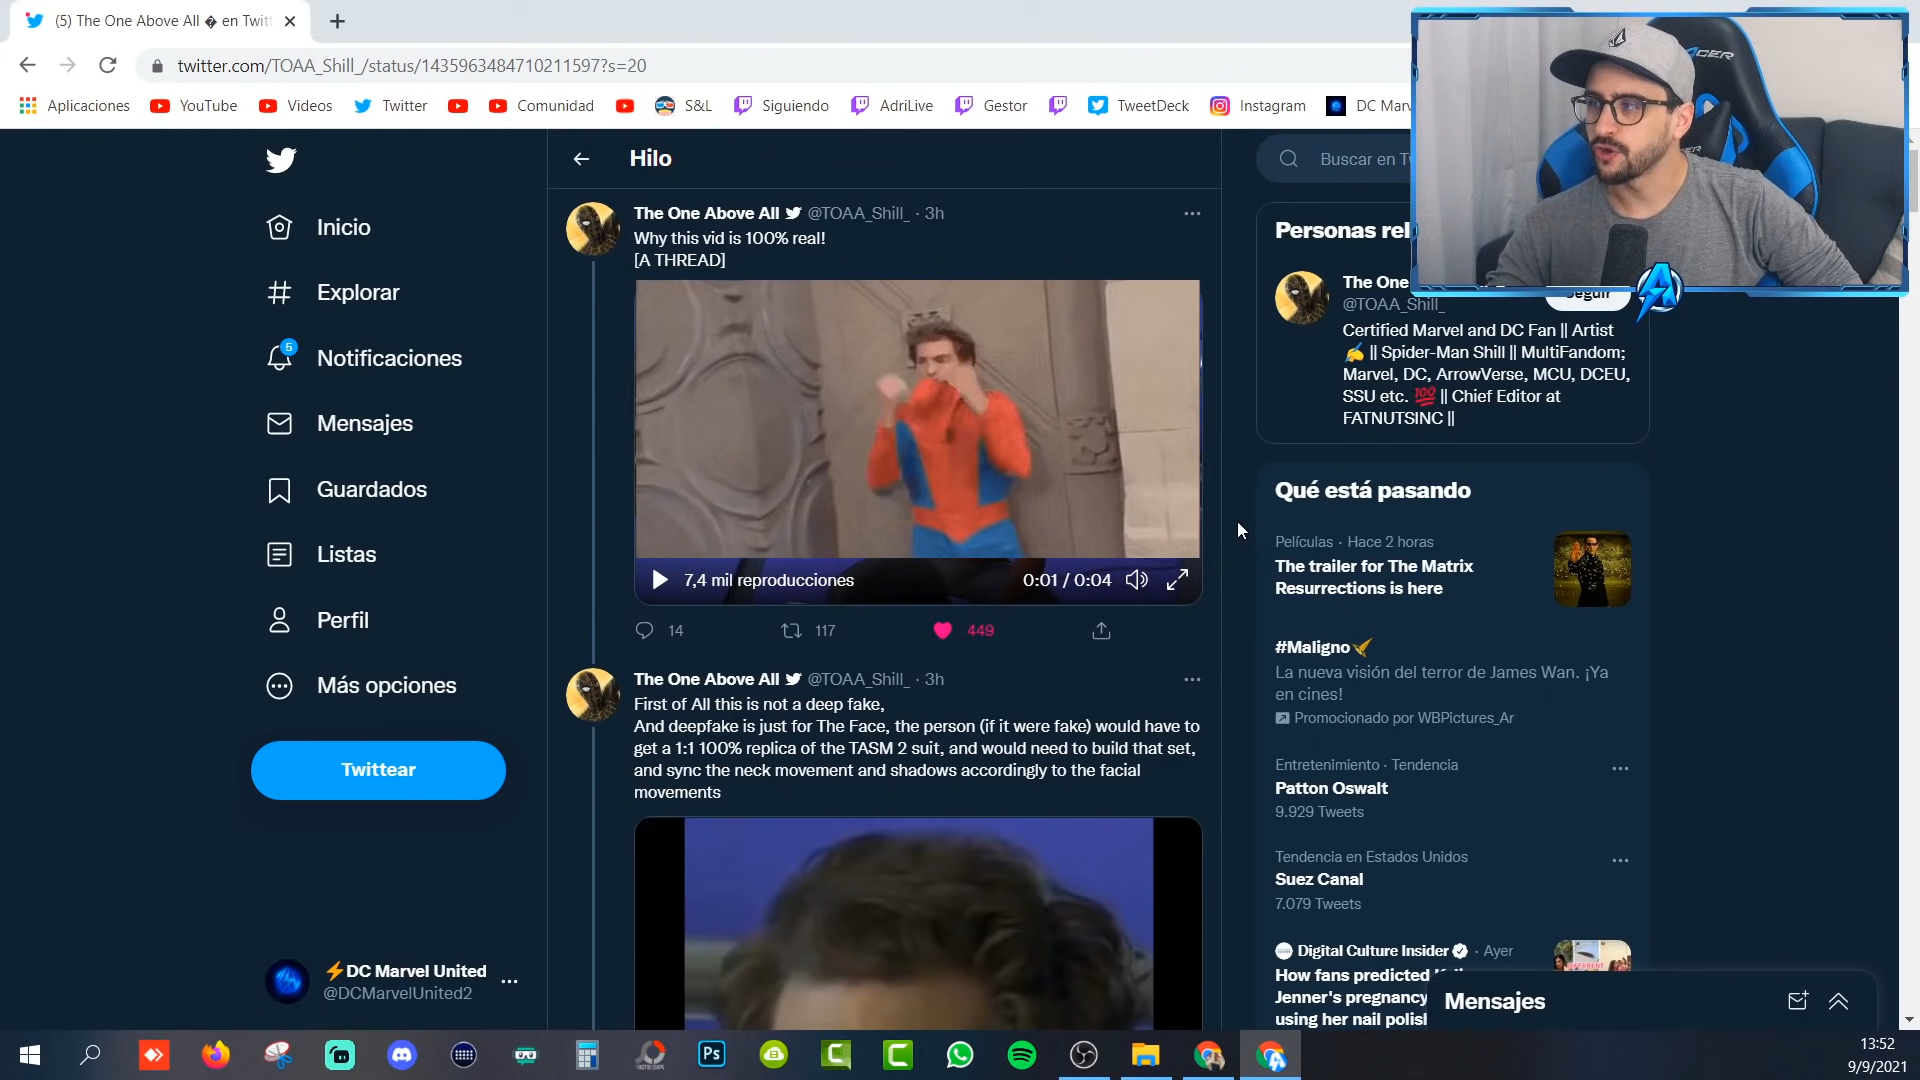 (5) The One Above All � en Twitt
twitter.com/TOAA_Shill_/status/1435963484710211597?s=20
Aplicaciones
YouTube
Videos
Twitter
Comunidad
S&L
Siguiendo
AdriLive
Gestor
TweetDeck
Instagram
DC Marv
Inicio
Explorar
5
Notificaciones
Mensajes
Guardados
Listas
Perfil
Más opciones
Twittear
⚡DC Marvel United
@DCMarvelUnited2
Hilo
The One Above All @TOAA_Shill_ · 3h
Why this vid is 100% real!
[A THREAD]
7,4 mil reproducciones
0:01 / 0:04
14
117
449
The One Above All @TOAA_Shill_ · 3h
First of All this is not a deep fake,
And deepfake is just for The Face, the person (if it were fake) would have to
get a 1:1 100% replica of the TASM 2 suit, and would need to build that set,
and sync the neck movement and shadows accordingly to the facial
movements
Buscar en Tw
Personas rel
The One
@TOAA_Shill_
Seguir
Certified Marvel and DC Fan || Artist
✍ || Spider-Man Shill || MultiFandom;
Marvel, DC, ArrowVerse, MCU, DCEU,
SSU etc. 💯 || Chief Editor at
FATNUTSINC ||
Qué está pasando
Películas · Hace 2 horas
The trailer for The Matrix
Resurrections is here
#Maligno
La nueva visión del terror de James Wan. ¡Ya
en cines!
Promocionado por WBPictures_Ar
Entretenimiento · Tendencia
Patton Oswalt
9.929 Tweets
Tendencia en Estados Unidos
Suez Canal
7.079 Tweets
Digital Culture Insider · Ayer
How fans predicted
Jenner's pregnancy
using her nail polish
Mensajes
Ps
13:52
9/9/2021